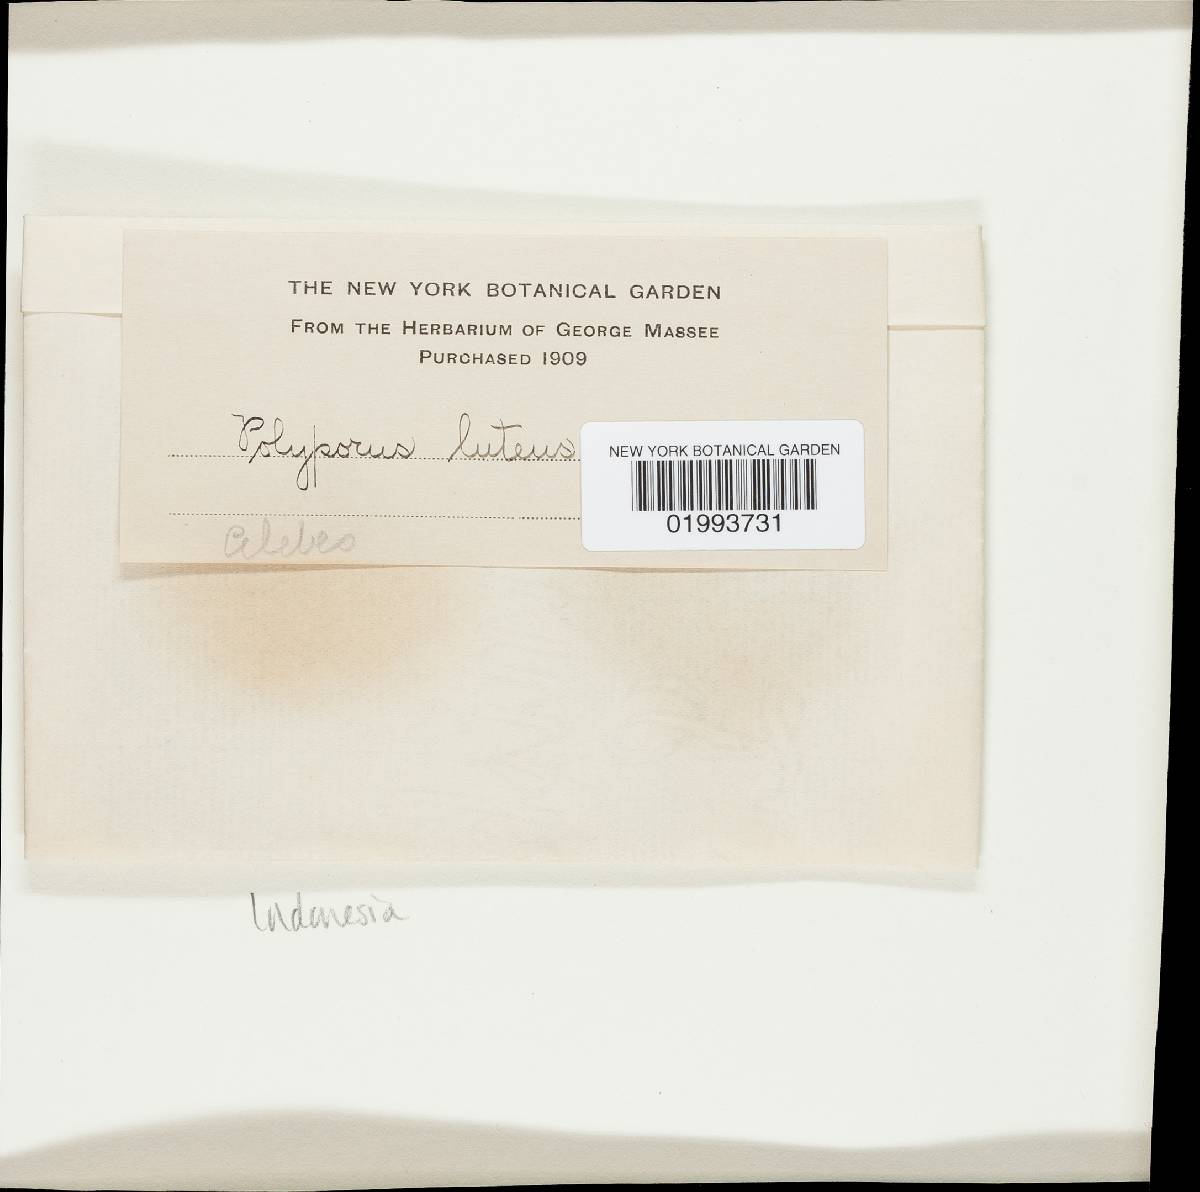 THE NEW YORK BOTANICAL GARDEN
FROM THE HERBARIUM OF GEORGE MASSEE
PURCHASED 1909
Polyporus luteus
NEW YORK BOTANICAL GARDEN
01993731
Celebes
Indonesia